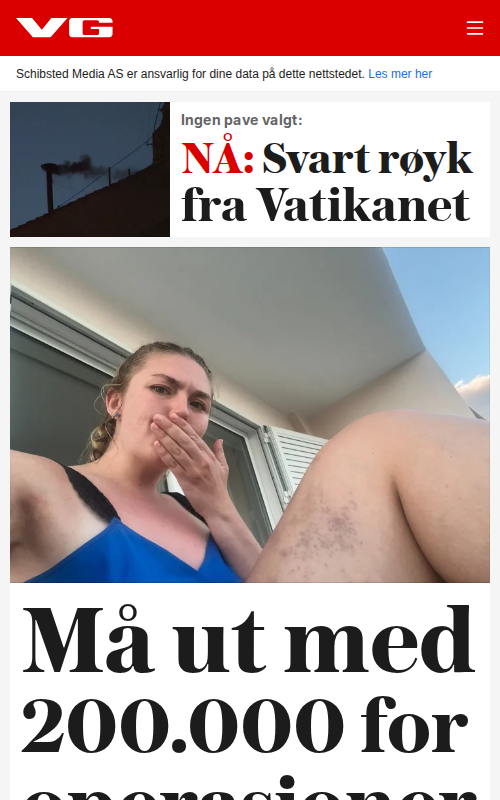 VG
Schibsted Media AS er ansvarlig for dine data på dette nettstedet. Les mer her
Ingen pave valgt:
NÅ: Svart røyk
fra Vatikanet
Må ut med
200.000 for
operasjoner